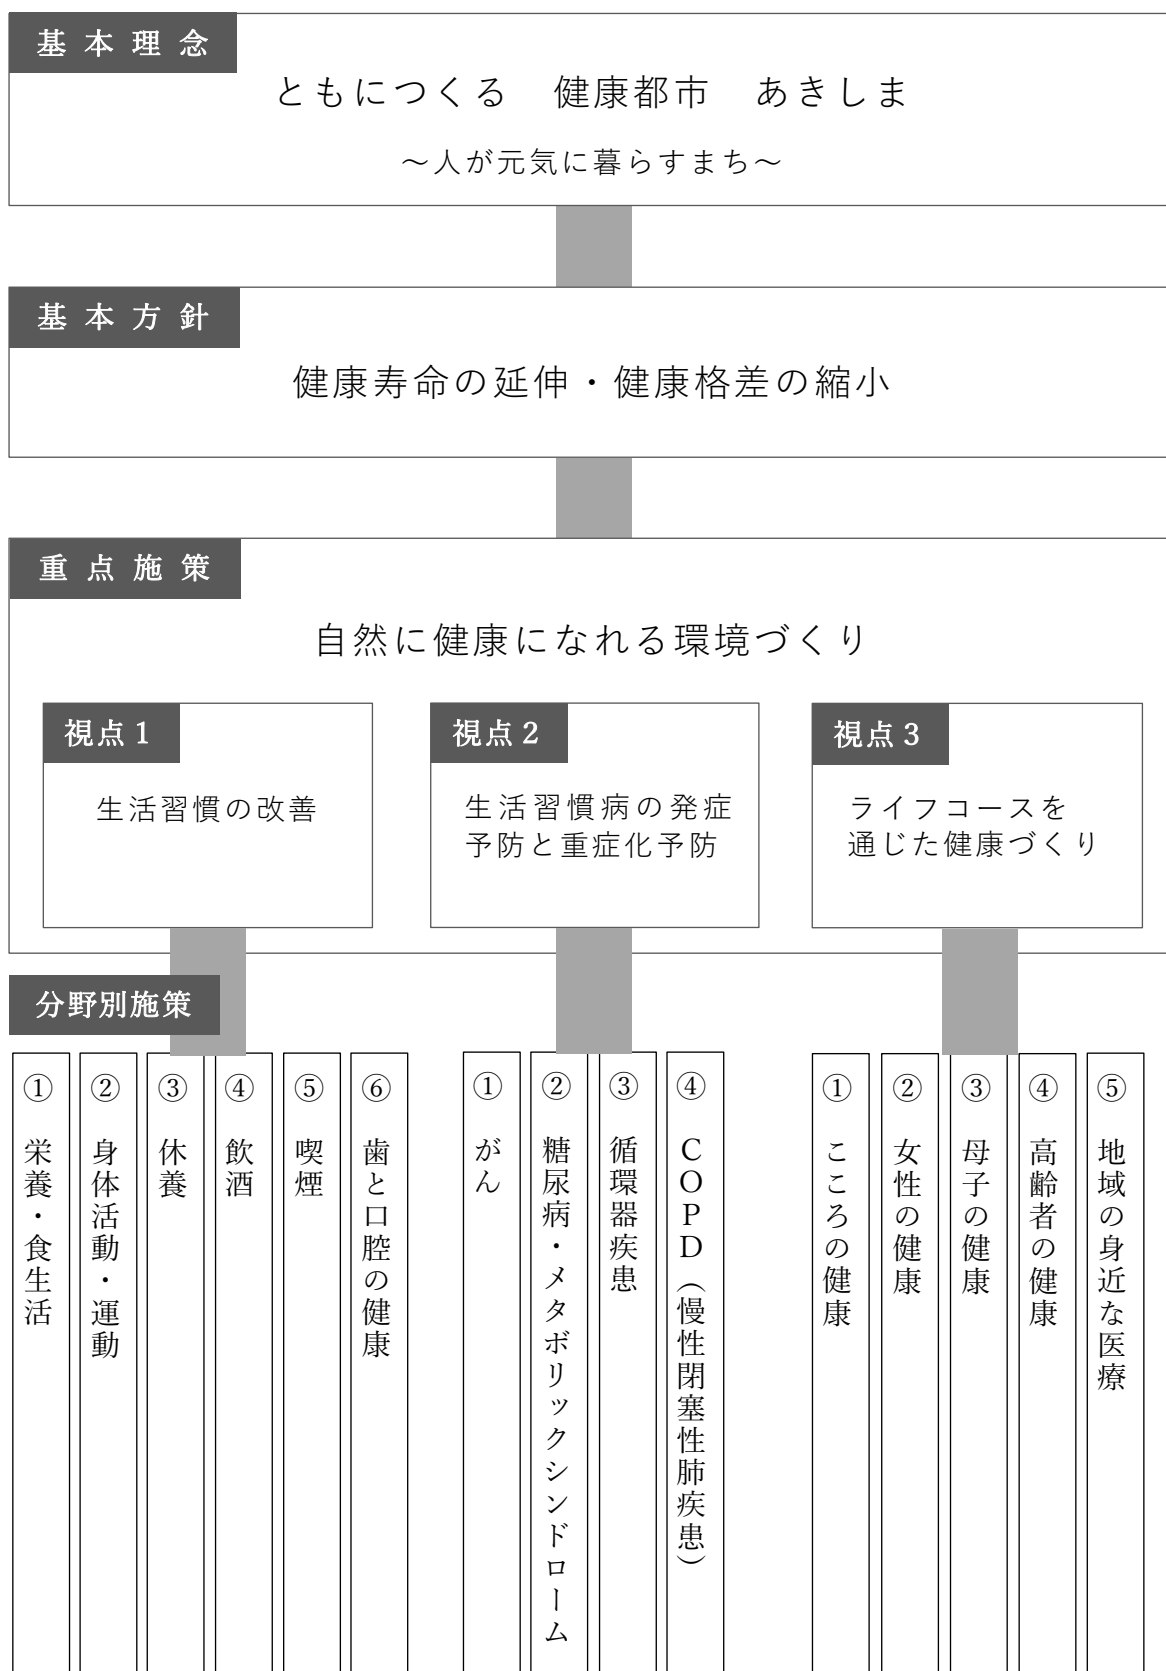 基本理念
ともにつくる　健康都市　あきしま
～人が元気に暮らすまち～
基本方針
健康寿命の延伸・健康格差の縮小
重点施策
自然に健康になれる環境づくり
視点1
生活習慣の改善
視点2
生活習慣病の発症
予防と重症化予防
視点3
ライフコースを
通じた健康づくり
分野別施策
① 栄養・食生活
② 身体活動・運動
③ 休養
④ 飲酒
⑤ 喫煙
⑥ 歯と口腔の健康
① がん
② 糖尿病・メタボリックシンドローム
③ 循環器疾患
④ COPD（慢性閉塞性肺疾患）
① こころの健康
② 女性の健康
③ 母子の健康
④ 高齢者の健康
⑤ 地域の身近な医療